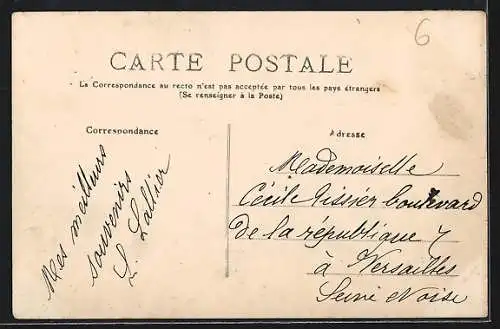 6
CARTE POSTALE
La Correspondance au recto n'est pas acceptée par tous les pays étrangers
(Se renseigner à la Poste)
Correspondance
Adresse
Mes meilleurs
souvenirs
L. Lallier
Mademoiselle
Cécile Tissier boulevard
de la république 7
à Versailles
Seine et Oise